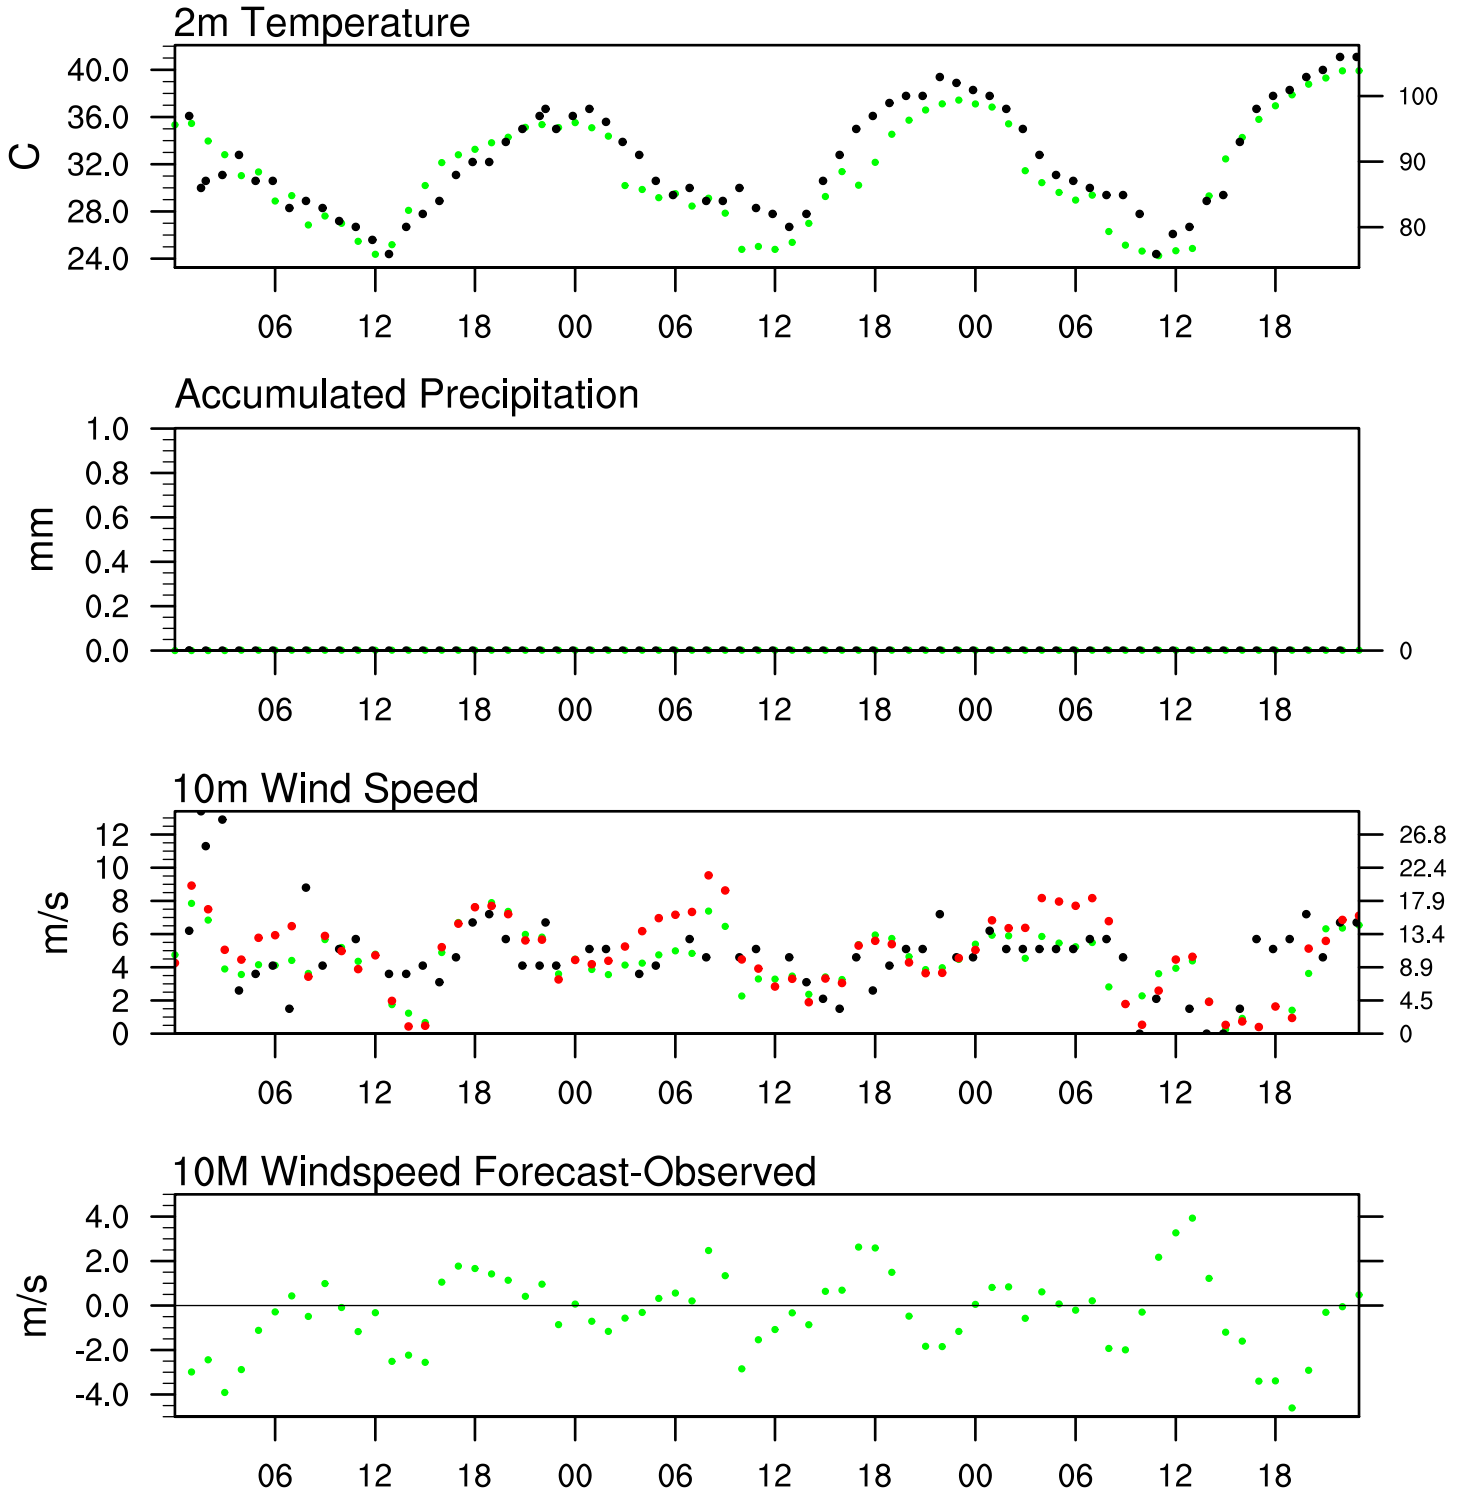 2m Temperature
40.0
36.0
32.0
28.0
24.0
C
100
90
80
06 12 18 00 06 12 18 00 06 12 18
Accumulated Precipitation
1.0
0.8
0.6
0.4
0.2
0.0
mm
0
06 12 18 00 06 12 18 00 06 12 18
10m Wind Speed
12
10
8
6
4
2
0
m/s
26.8
22.4
17.9
13.4
8.9
4.5
0
06 12 18 00 06 12 18 00 06 12 18
10M Windspeed Forecast-Observed
4.0
2.0
0.0
-2.0
-4.0
m/s
06 12 18 00 06 12 18 00 06 12 18